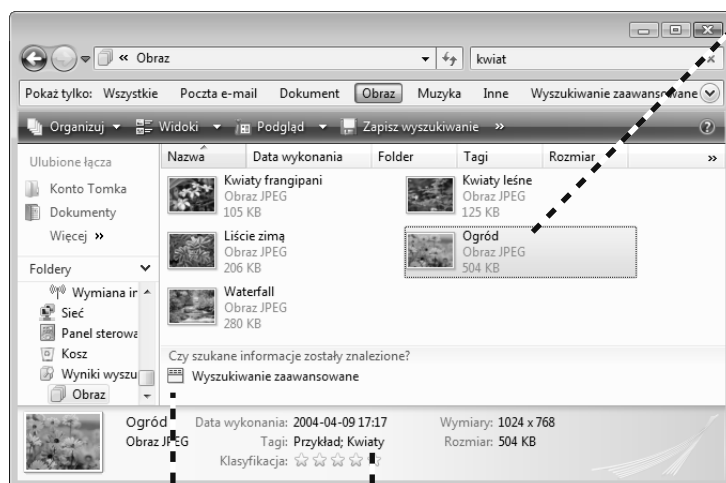 « Obraz kwiat
Pokaż tylko: Wszystkie Poczta e-mail Dokument Obraz Muzyka Inne Wyszukiwanie zaawansowane
Organizuj Widoki Podgląd Zapisz wyszukiwanie »
Ulubione łącza
Konto Tomka
Dokumenty
Więcej »
Foldery
Wymiana ir
Sieć
Panel sterowa
Kosz
Wyniki wyszu
Obraz
Nazwa Data wykonania Folder Tagi Rozmiar »
Kwiaty frangipani
Obraz JPEG
105 KB
Kwiaty leśne
Obraz JPEG
125 KB
Liście zimą
Obraz JPEG
206 KB
Ogród
Obraz JPEG
504 KB
Waterfall
Obraz JPEG
280 KB
Czy szukane informacje zostały znalezione?
Wyszukiwanie zaawansowane
Ogród Data wykonania: 2004-04-09 17:17 Wymiary: 1024 x 768
Obraz JPEG Tagi: Przykład; Kwiaty Rozmiar: 504 KB
Klasyfikacja: